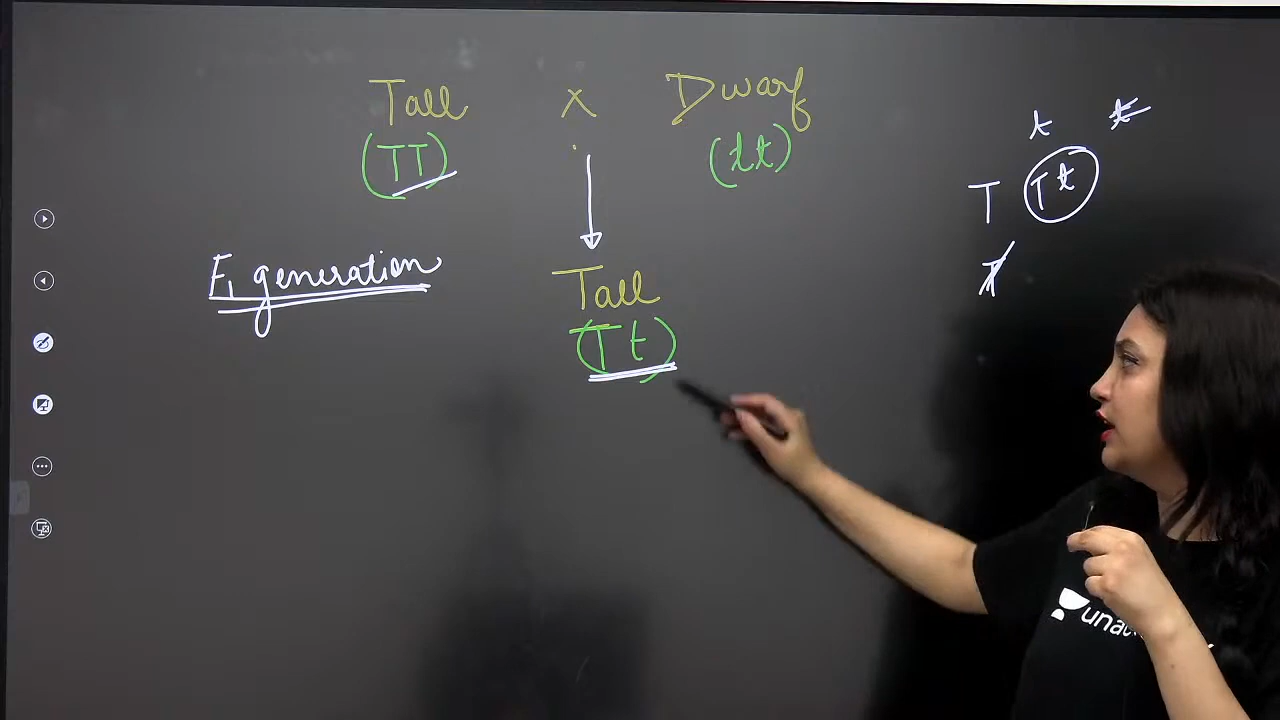 Tall x Dwarf
(TT) (tt)
t t
T Tt
T
F1 generation
Tall
(Tt)